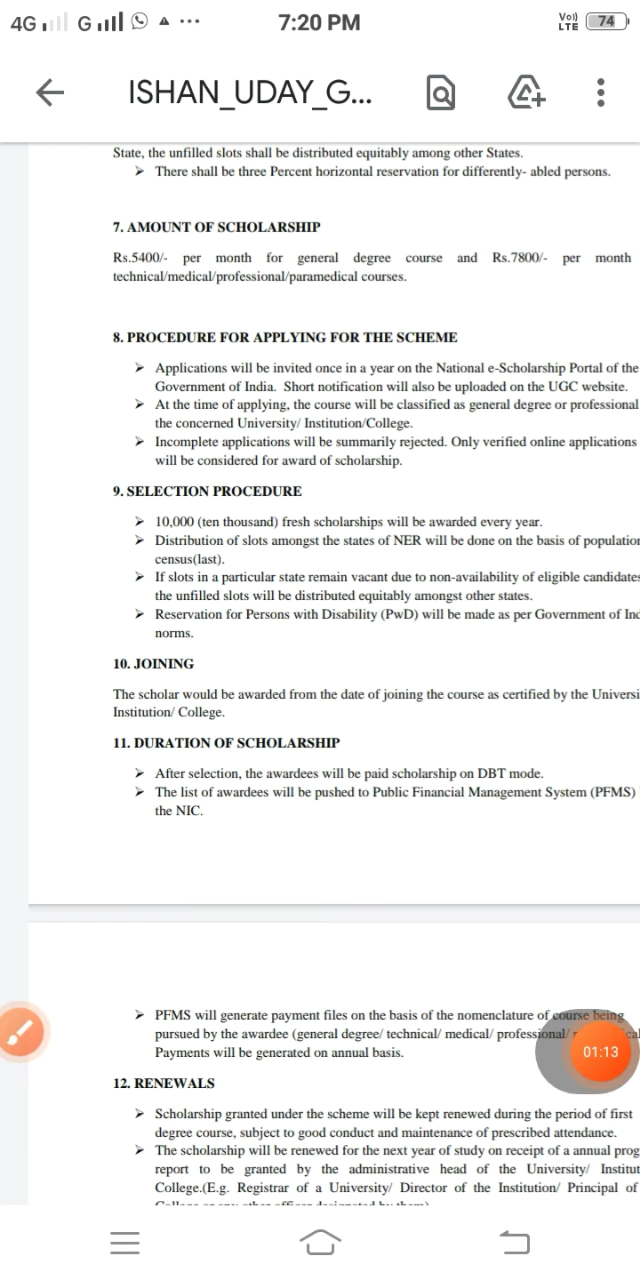 4G G 7:20 PM Vo)) LTE 74
ISHAN_UDAY_G...
State, the unfilled slots shall be distributed equitably among other States.
➤ There shall be three Percent horizontal reservation for differently- abled persons.
7. AMOUNT OF SCHOLARSHIP
Rs.5400/- per month for general degree course and Rs.7800/- per month
technical/medical/professional/paramedical courses.
8. PROCEDURE FOR APPLYING FOR THE SCHEME
➤ Applications will be invited once in a year on the National e-Scholarship Portal of the
Government of India. Short notification will also be uploaded on the UGC website.
➤ At the time of applying, the course will be classified as general degree or professional
the concerned University/ Institution/College.
➤ Incomplete applications will be summarily rejected. Only verified online applications
will be considered for award of scholarship.
9. SELECTION PROCEDURE
➤ 10,000 (ten thousand) fresh scholarships will be awarded every year.
➤ Distribution of slots amongst the states of NER will be done on the basis of population
census(last).
➤ If slots in a particular state remain vacant due to non-availability of eligible candidates
the unfilled slots will be distributed equitably amongst other states.
➤ Reservation for Persons with Disability (PwD) will be made as per Government of Ind
norms.
10. JOINING
The scholar would be awarded from the date of joining the course as certified by the Universi
Institution/ College.
11. DURATION OF SCHOLARSHIP
➤ After selection, the awardees will be paid scholarship on DBT mode.
➤ The list of awardees will be pushed to Public Financial Management System (PFMS)
the NIC.
➤ PFMS will generate payment files on the basis of the nomenclature of course being
pursued by the awardee (general degree/ technical/ medical/ professional/
Payments will be generated on annual basis.
01:13
12. RENEWALS
➤ Scholarship granted under the scheme will be kept renewed during the period of first
degree course, subject to good conduct and maintenance of prescribed attendance.
➤ The scholarship will be renewed for the next year of study on receipt of a annual prog
report to be granted by the administrative head of the University/ Institut
College.(E.g. Registrar of a University/ Director of the Institution/ Principal of